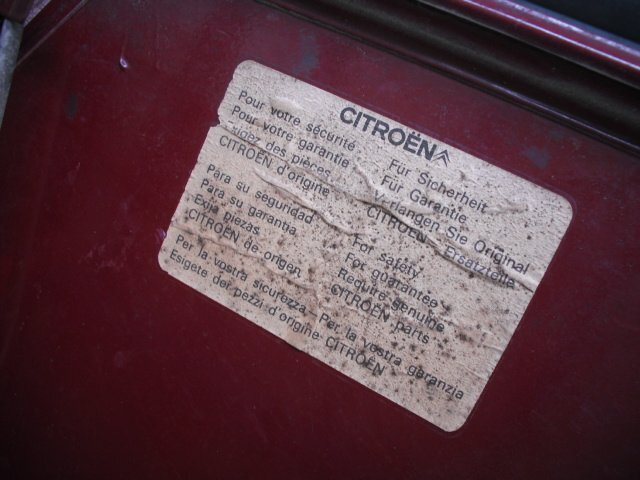 CITROËN
Pour votre sécurité
Pour votre garantie
des pièces
CITROËN d'origine
Für Sicherheit
Für Garantie
Verlangen Sie Original
CITROËN - Ersatzteile
Para su seguridad
Para su garantia
Exija piezas
CITROËN de origen
For safety
For guarantee
Require genuine
CITROËN parts
Per la vostra sicurezza - Per la vostra garanzia
Esigete dei pezzi d'origine CITROËN